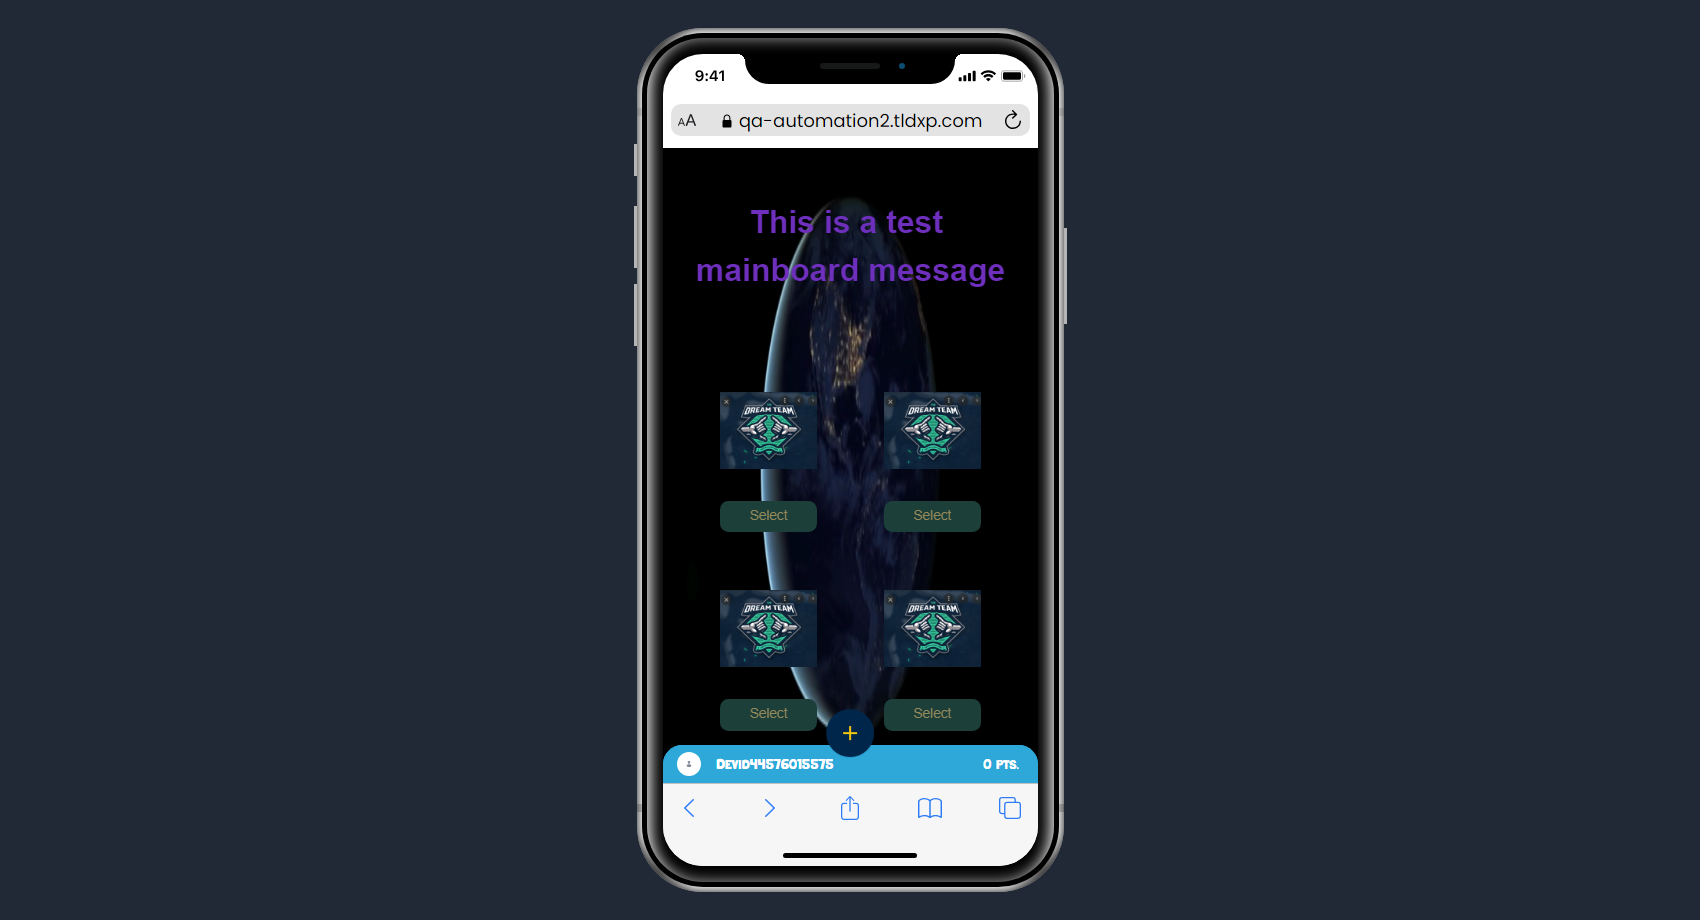 9:41
AA qa-automation2.tldxp.com
This is a test
mainboard message
DREAM TEAM DREAM TEAM
Select Select
DREAM TEAM DREAM TEAM
Select Select
+
Devid44576015575 0 pts.